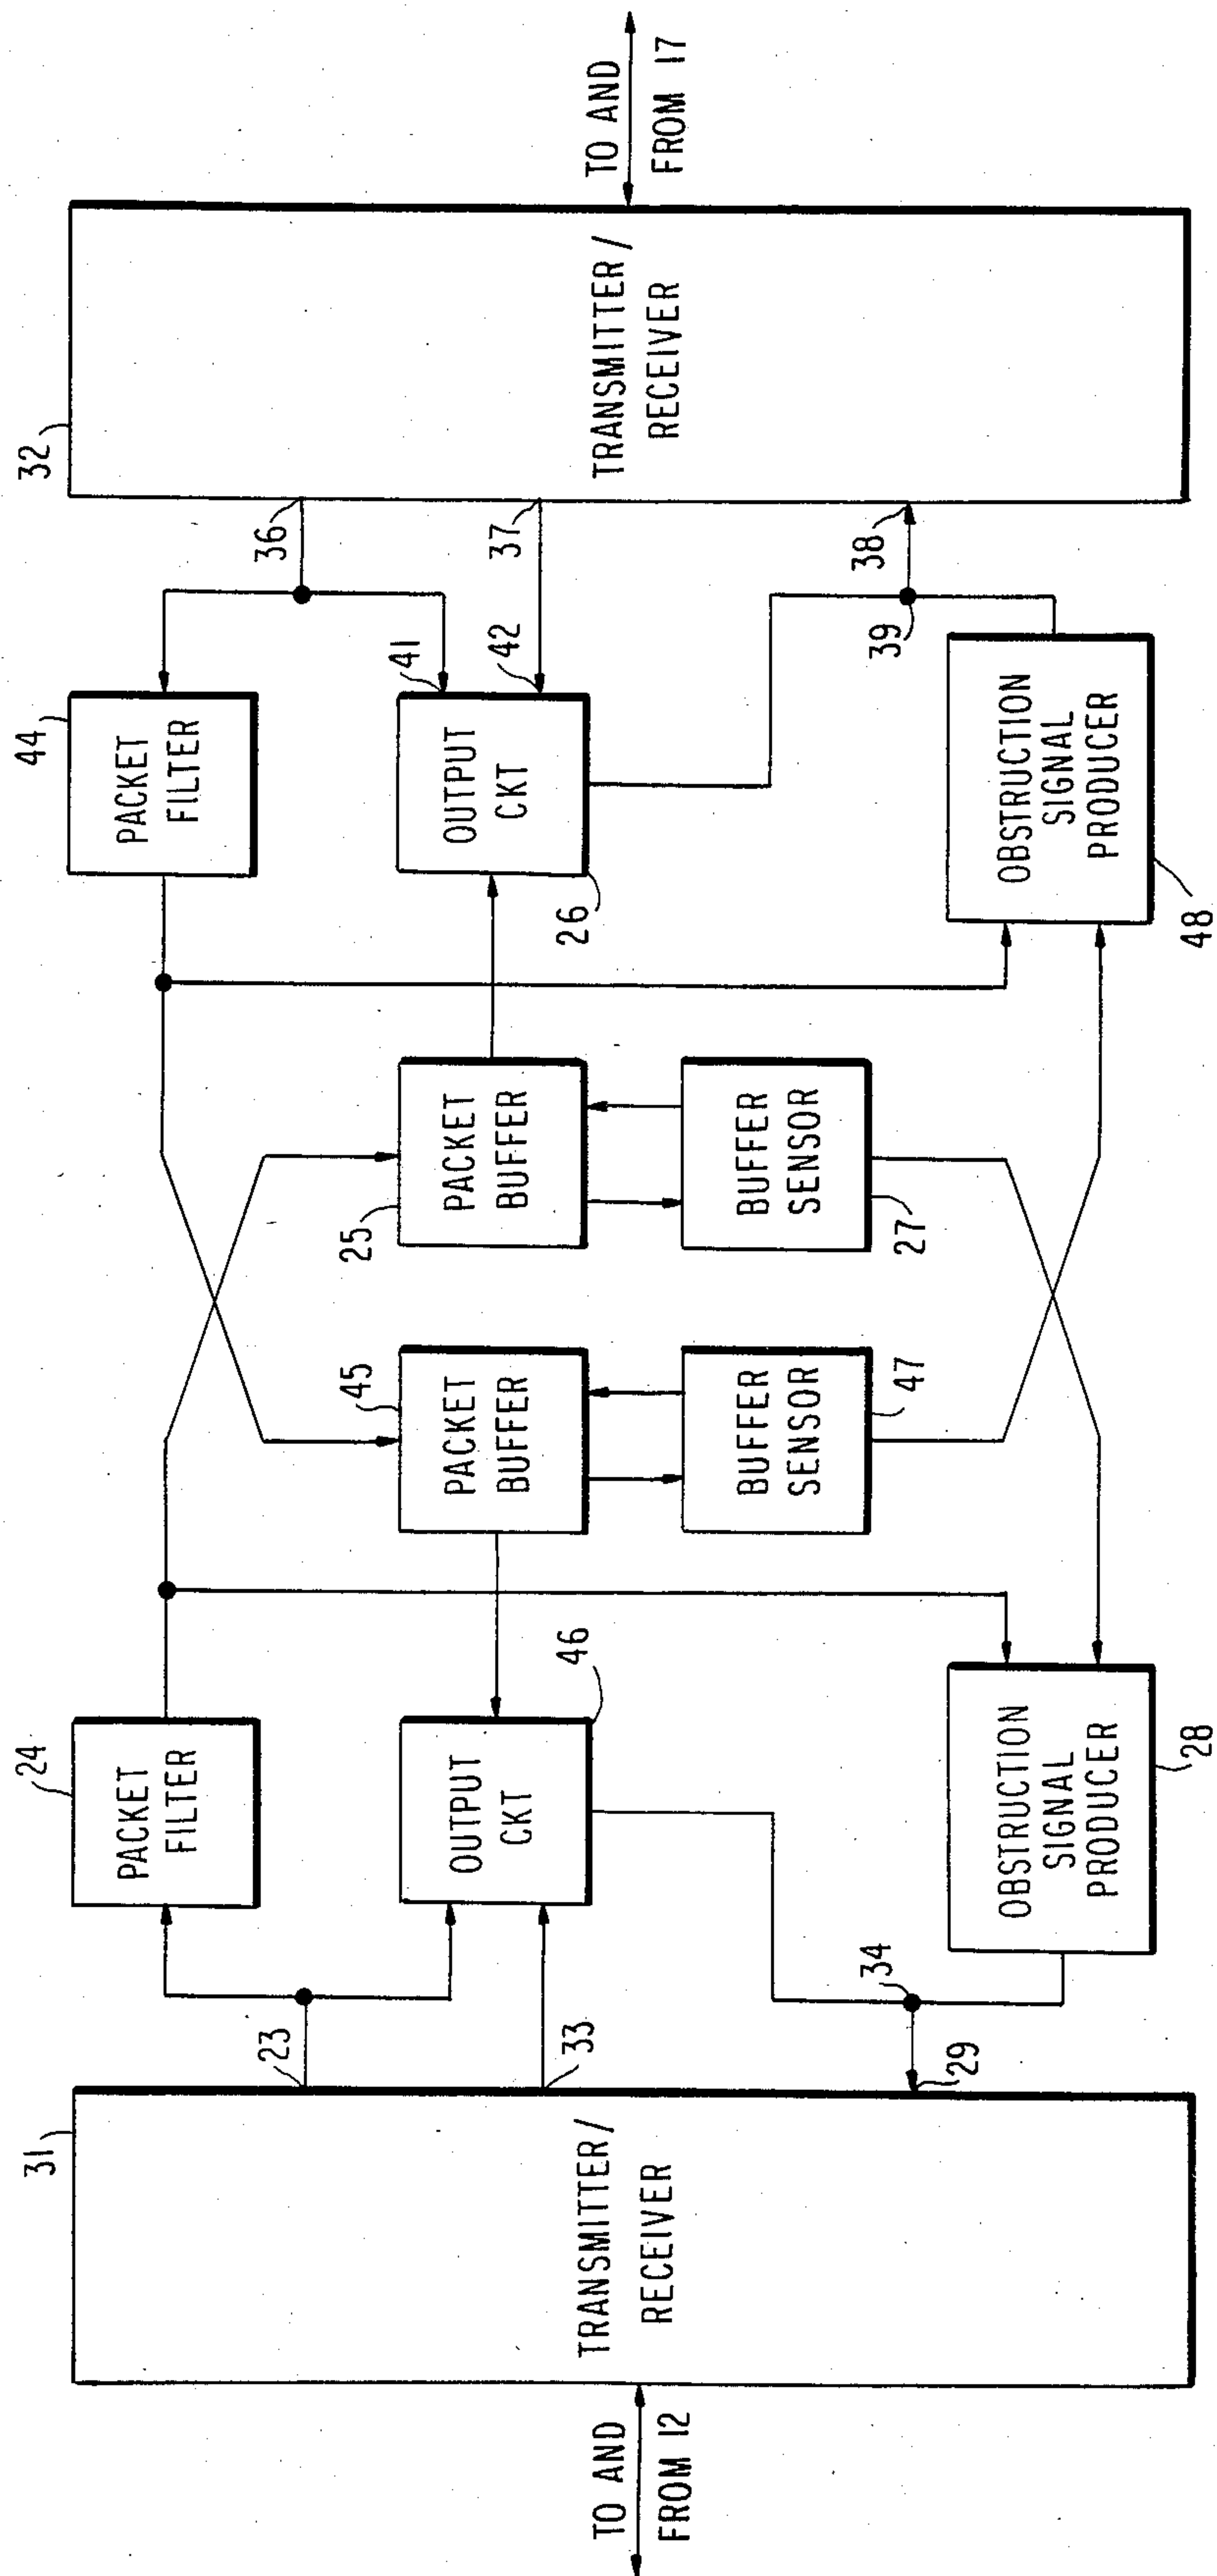 TO AND
FROM 12
31
TRANSMITTER/
RECEIVER
23
33
29
34
24
PACKET
FILTER
OUTPUT
CKT
46
OBSTRUCTION
SIGNAL
PRODUCER
28
45
PACKET
BUFFER
BUFFER
SENSOR
47
25
PACKET
BUFFER
BUFFER
SENSOR
27
44
PACKET
FILTER
OUTPUT
CKT
26
41
42
OBSTRUCTION
SIGNAL
PRODUCER
48
36
37
38
39
32
TRANSMITTER/
RECEIVER
TO AND
FROM 17